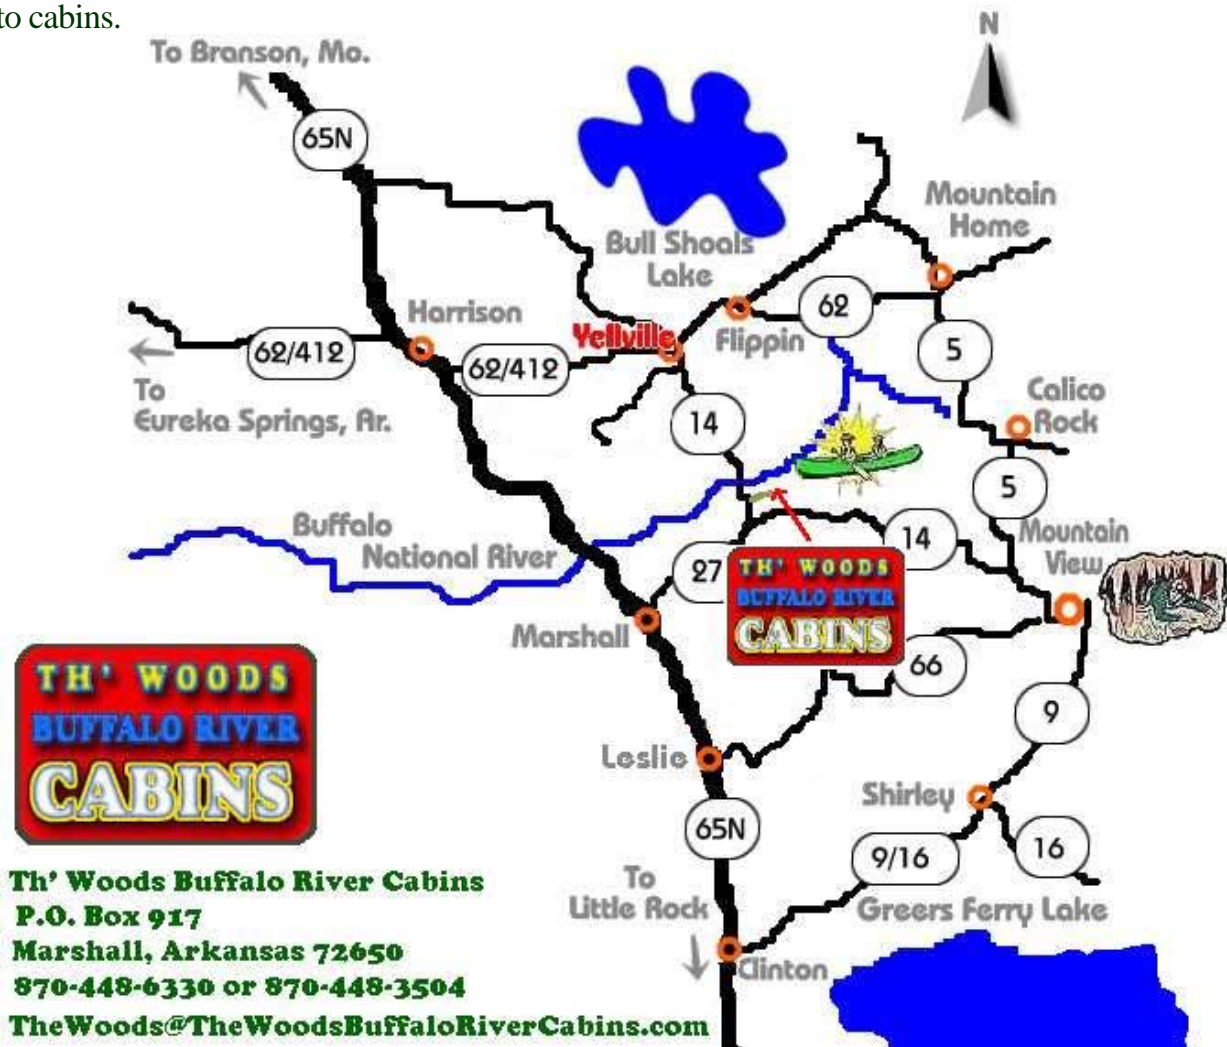 to cabins.
To Branson, Mo.
N
65N
Mountain
Home
Bull Shoals
Lake
Harrison
62
Yellville
Flippin
62/412
62/412
5
To
Eureka Springs, Ar.
Calico
Rock
14
5
Buffalo
National River
14
Mountain
View
27
TH' WOODS
BUFFALO RIVER
CABINS
Marshall
66
TH' WOODS
BUFFALO RIVER
CABINS
9
Leslie
Shirley
65N
9/16
16
To
Little Rock
Greers Ferry Lake
Clinton
Th' Woods Buffalo River Cabins
P.O. Box 917
Marshall, Arkansas 72650
870-448-6330 or 870-448-3504
TheWoods@TheWoodsBuffaloRiverCabins.com